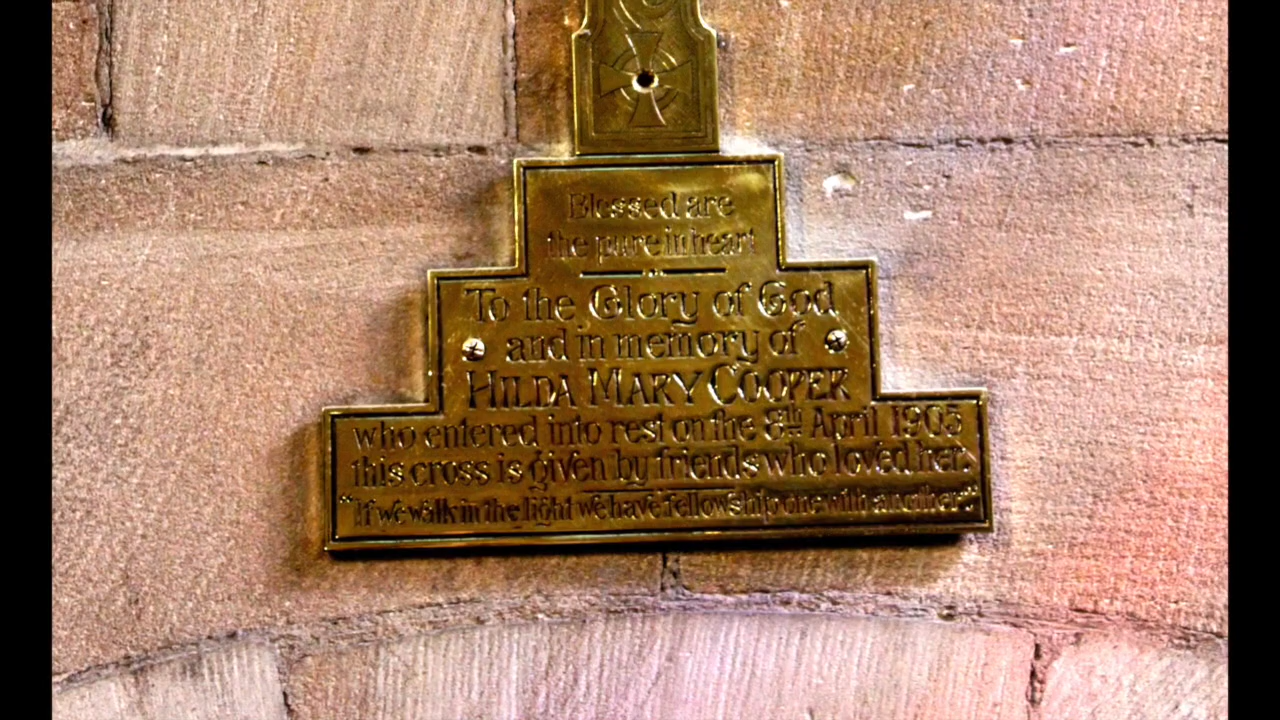 Blessed are
the pure in heart
To the Glory of God
and in memory of
HILDA MARY COOPER
who entered into rest on the 8th April 1905
this cross is given by friends who loved her.
"If we walk in the light we have fellowship one with another."